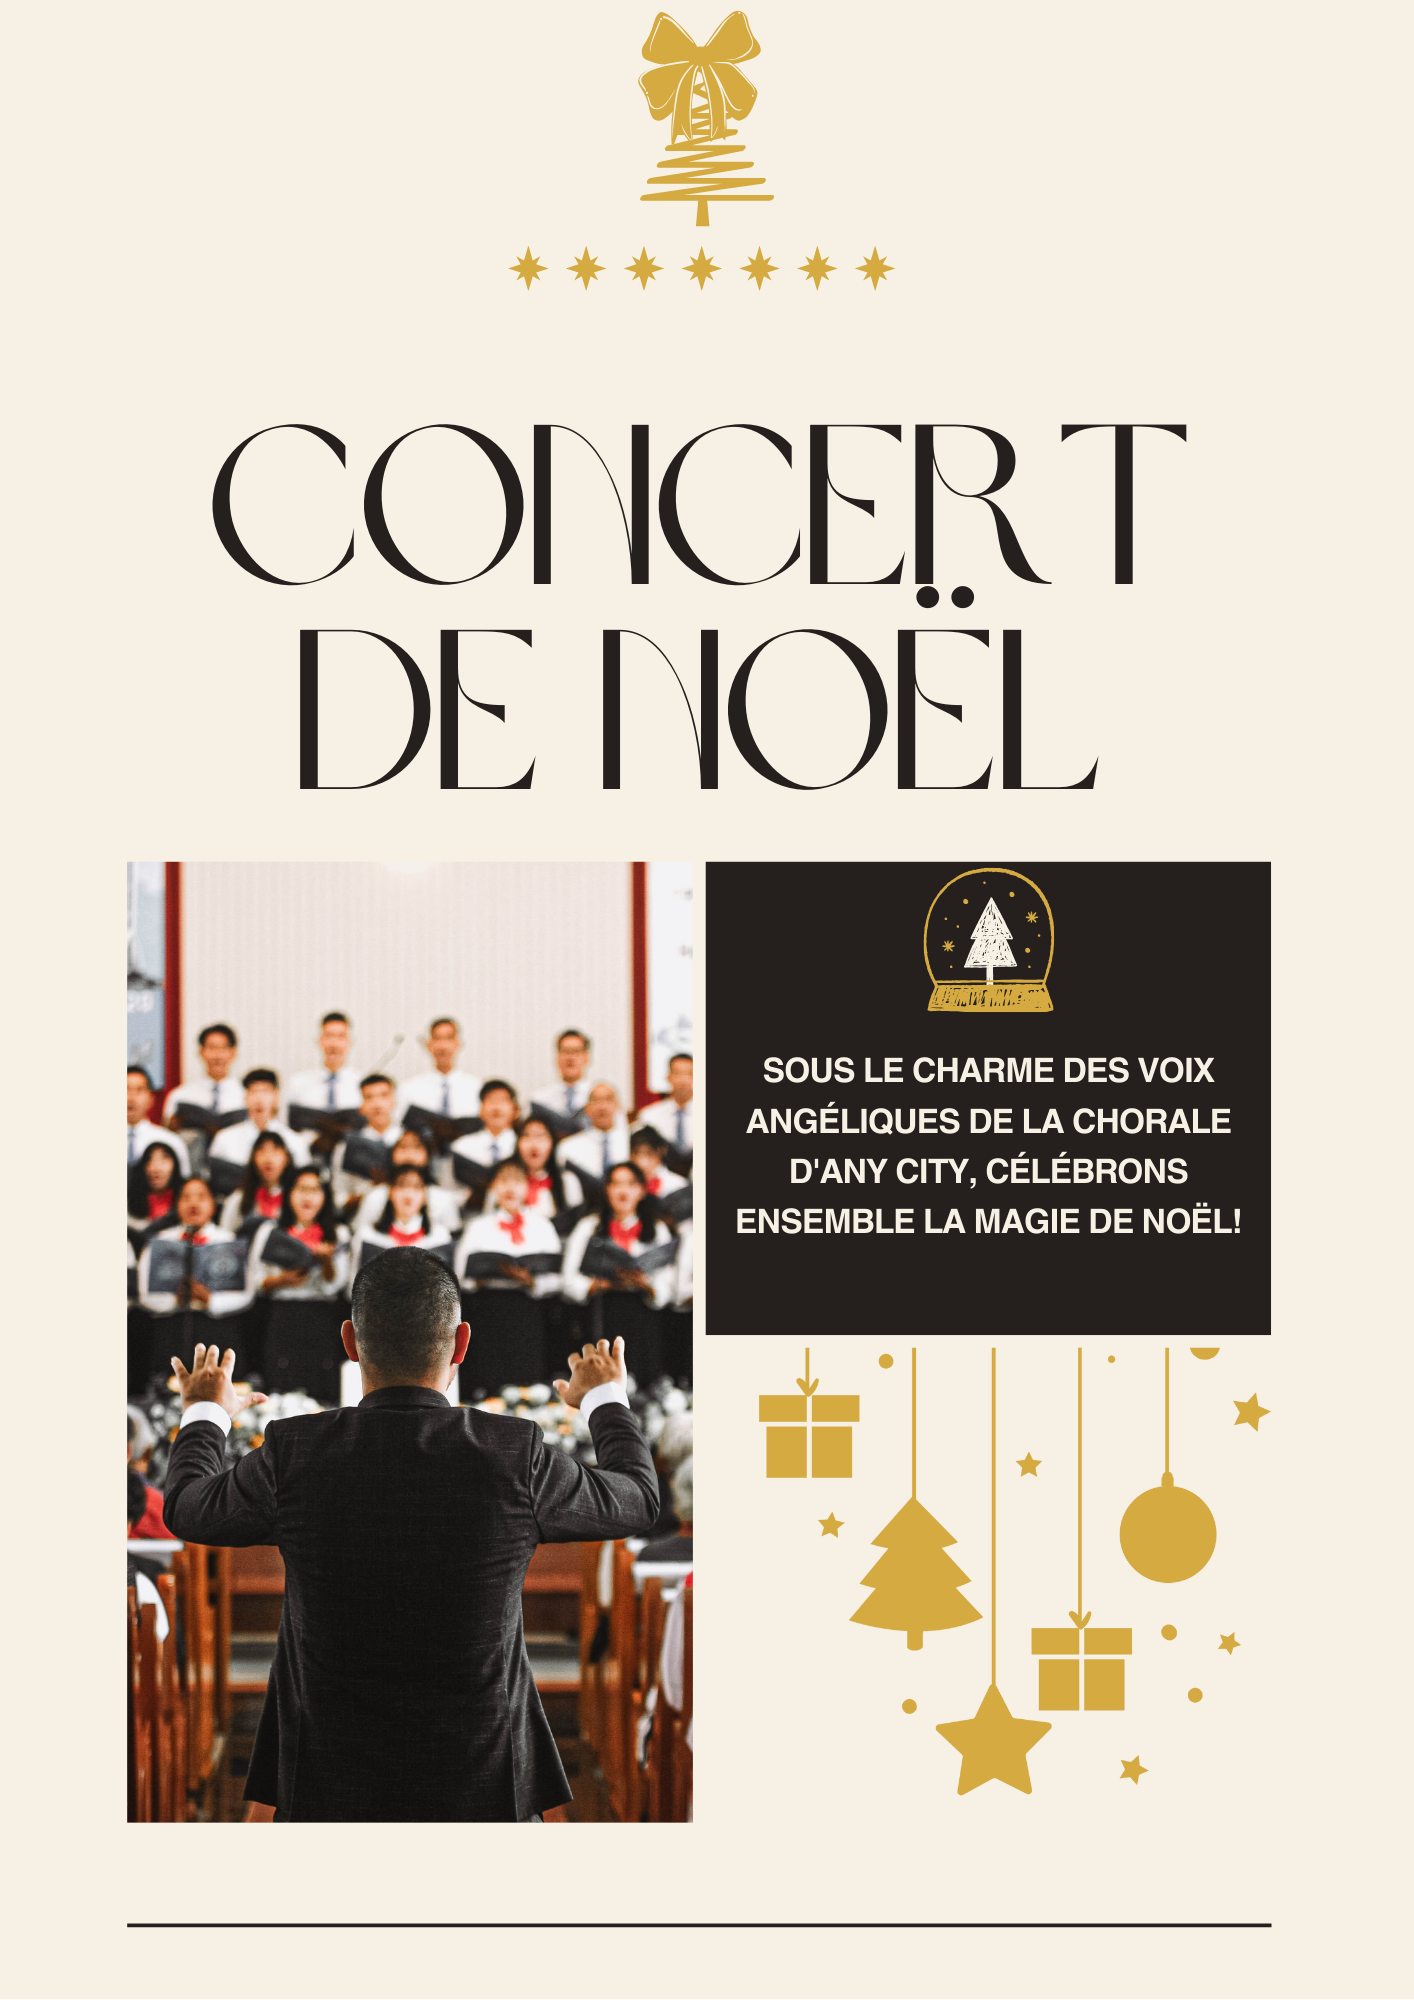 CONCERT
DE NOËL
SOUS LE CHARME DES VOIX
ANGÉLIQUES DE LA CHORALE
D'ANY CITY, CÉLÉBRONS
ENSEMBLE LA MAGIE DE NOËL!